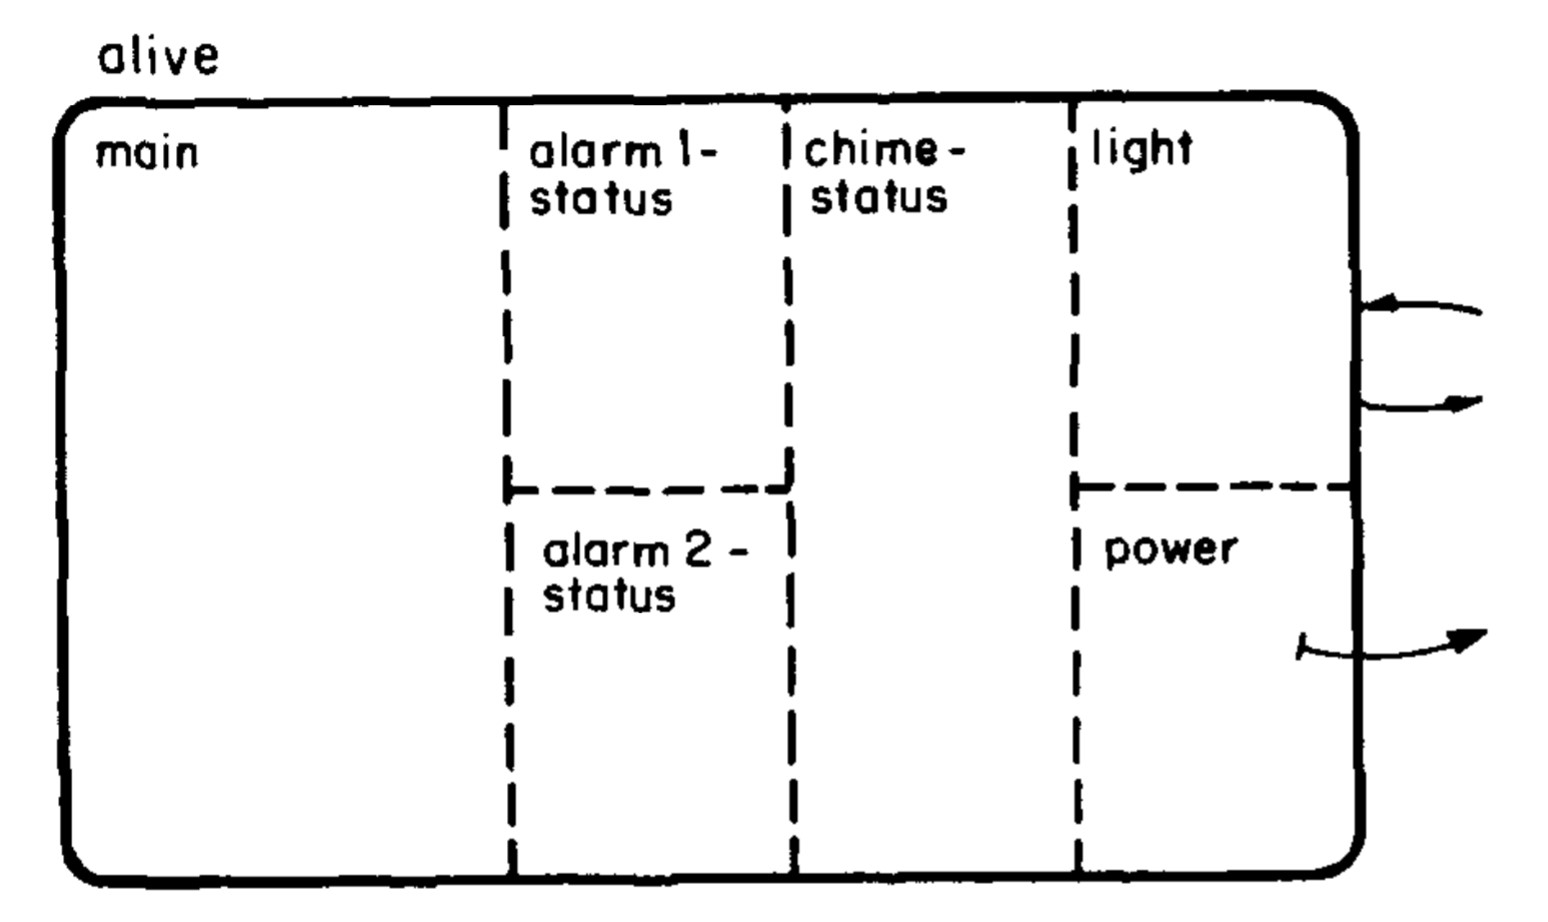 alive
main
alarm 1-
status
chime-
status
light
alarm 2-
status
power